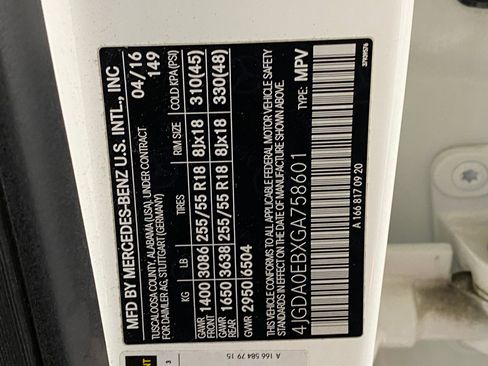 MFD BY MERCEDES-BENZ U.S. INTL., INC
TUSCALOOSA COUNTY, ALABAMA (USA), UNDER CONTRACT 04/16
FOR DAIMLER AG, STUTTGART (GERMANY) 149
KG LB TIRES RIM SIZE COLD KPA (PSI)
GAWR FRONT 1400 3086 255/55 R18 8Jx18 310(45)
GAWR REAR 1650 3638 255/55 R18 8Jx18 330(48)
GVWR 2950 6504
THIS VEHICLE CONFORMS TO ALL APPLICABLE FEDERAL MOTOR VEHICLE SAFETY
STANDARDS IN EFFECT ON THE DATE OF MANUFACTURE SHOWN ABOVE.
4JGDA0EBXGA758601 TYPE: MPV
A 166 817 09 20
A 166 584 79 15
3